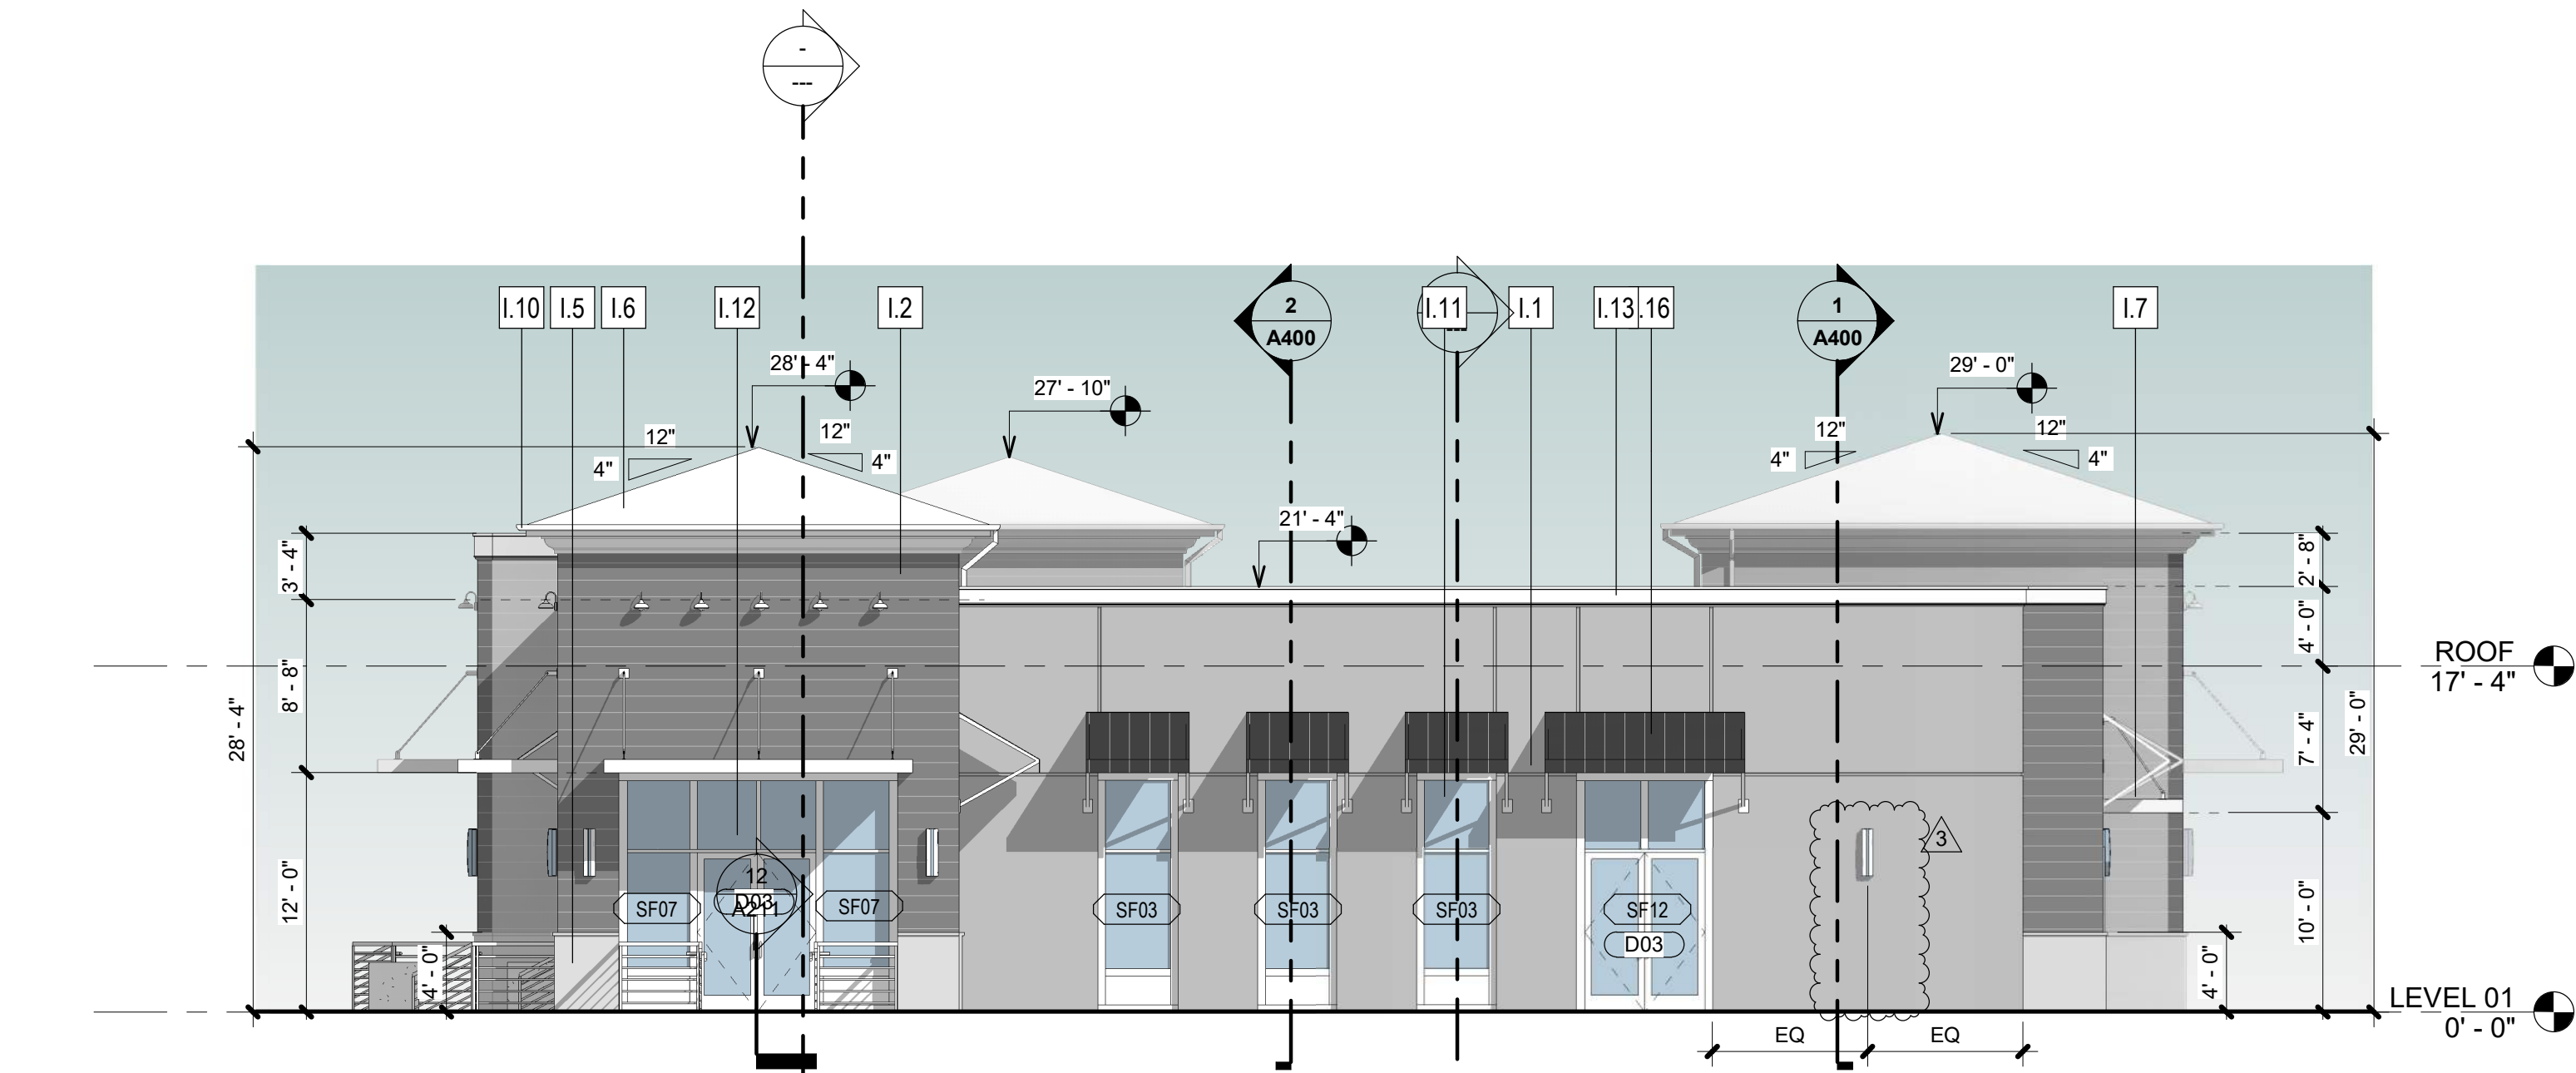 -
---
I.10
I.5
I.6
I.12
I.2
2
A400
I.11
I.1
I.13
.16
1
A400
I.7
28' - 4"
27' - 10"
29' - 0"
12"
12"
12"
12"
4"
4"
4"
4"
21' - 4"
3' - 4"
8' - 8"
12' - 0"
28' - 4"
4' - 0"
2' - 8"
4' - 0"
7' - 4"
10' - 0"
29' - 0"
4' - 0"
ROOF
17' - 4"
3
12
D03
A211
SF07
SF07
SF03
SF03
SF03
SF12
D03
LEVEL 01
0' - 0"
EQ
EQ